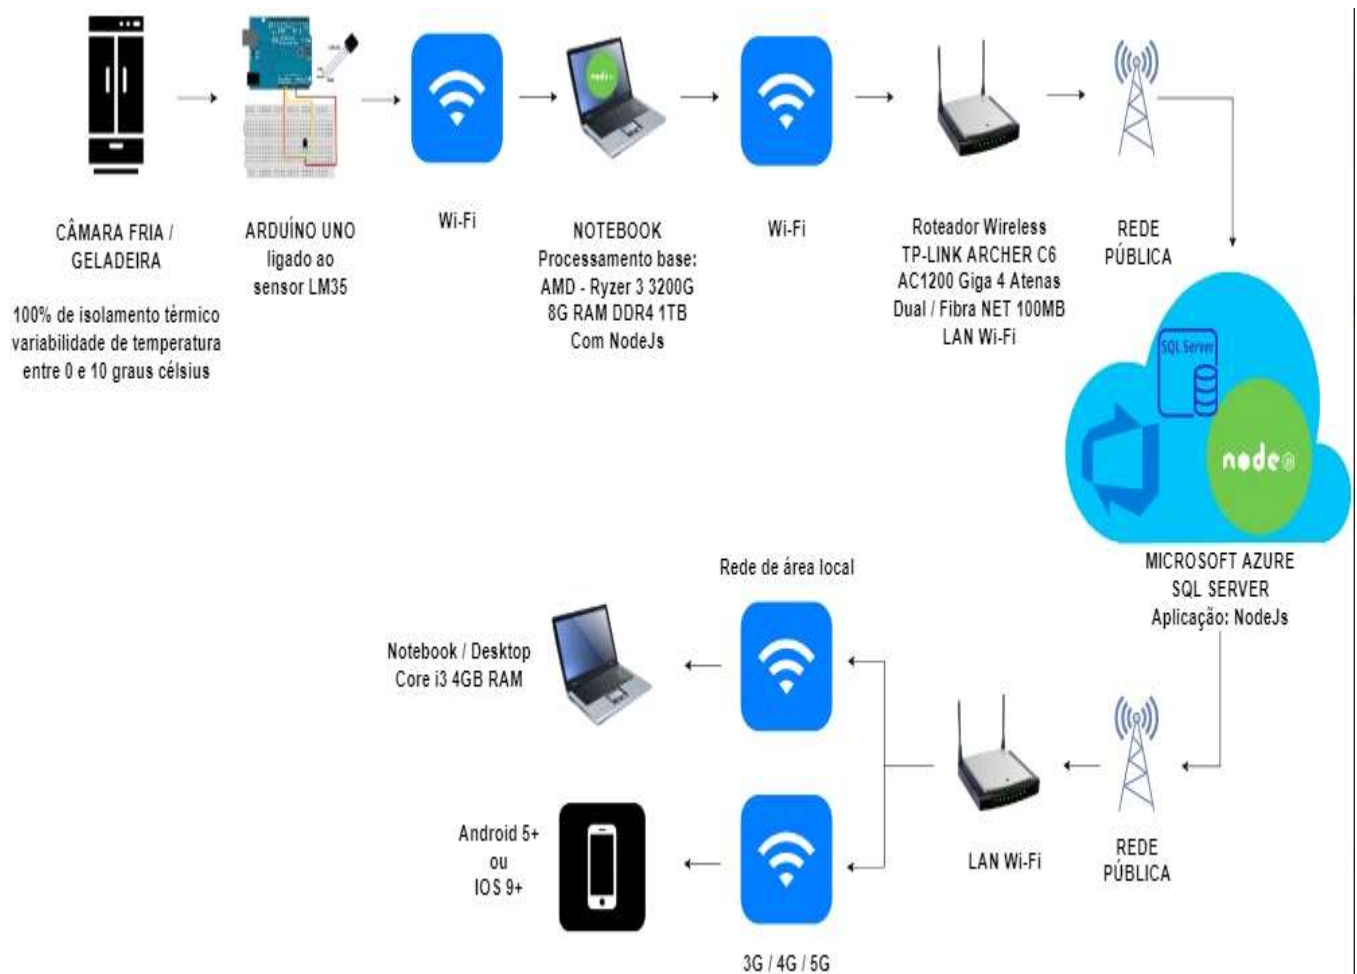 CÂMARA FRIA /
GELADEIRA
100% de isolamento térmico
variabilidade de temperatura
entre 0 e 10 graus célsius
ARDUÍNO UNO
ligado ao
sensor LM35
Wi-Fi
node
NOTEBOOK
Processamento base:
AMD - Ryzer 3 3200G
8G RAM DDR4 1TB
Com NodeJs
Wi-Fi
Roteador Wireless
TP-LINK ARCHER C6
AC1200 Giga 4 Atenas
Dual / Fibra NET 100MB
LAN Wi-Fi
REDE
PÚBLICA
SQL Server
node
MICROSOFT AZURE
SQL SERVER
Aplicação: NodeJs
REDE
PÚBLICA
LAN Wi-Fi
Rede de área local
Notebook / Desktop
Core i3 4GB RAM
Android 5+
ou
IOS 9+
3G / 4G / 5G